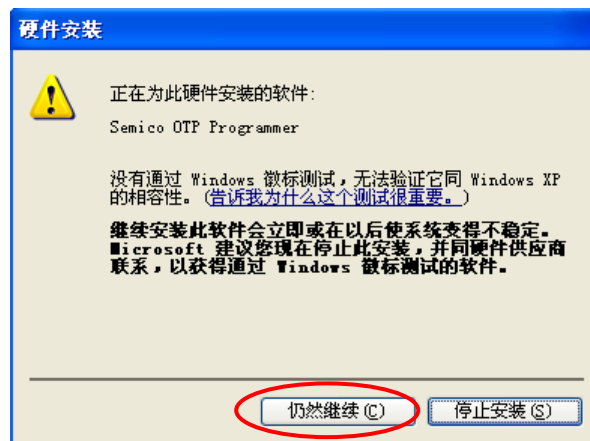 硬件安装
正在为此硬件安装的软件:
Semico OTP Programmer
没有通过 Windows 徽标测试，无法验证它同 Windows XP
的相容性。(告诉我为什么这个测试很重要。)
继续安装此软件会立即或在以后使系统变得不稳定。
Microsoft 建议您现在停止此安装，并同硬件供应商
联系，以获得通过 Windows 徽标测试的软件。
仍然继续(C) 停止安装(S)